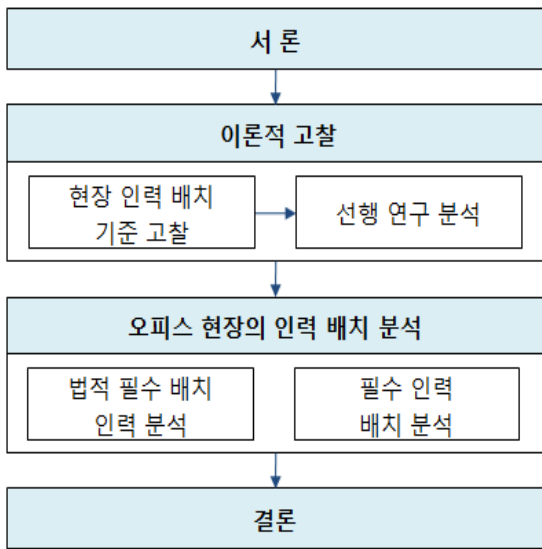 서 론
이론적 고찰
현장 인력 배치
기준 고찰
선행 연구 분석
오피스 현장의 인력 배치 분석
법적 필수 배치
인력 분석
필수 인력
배치 분석
결론